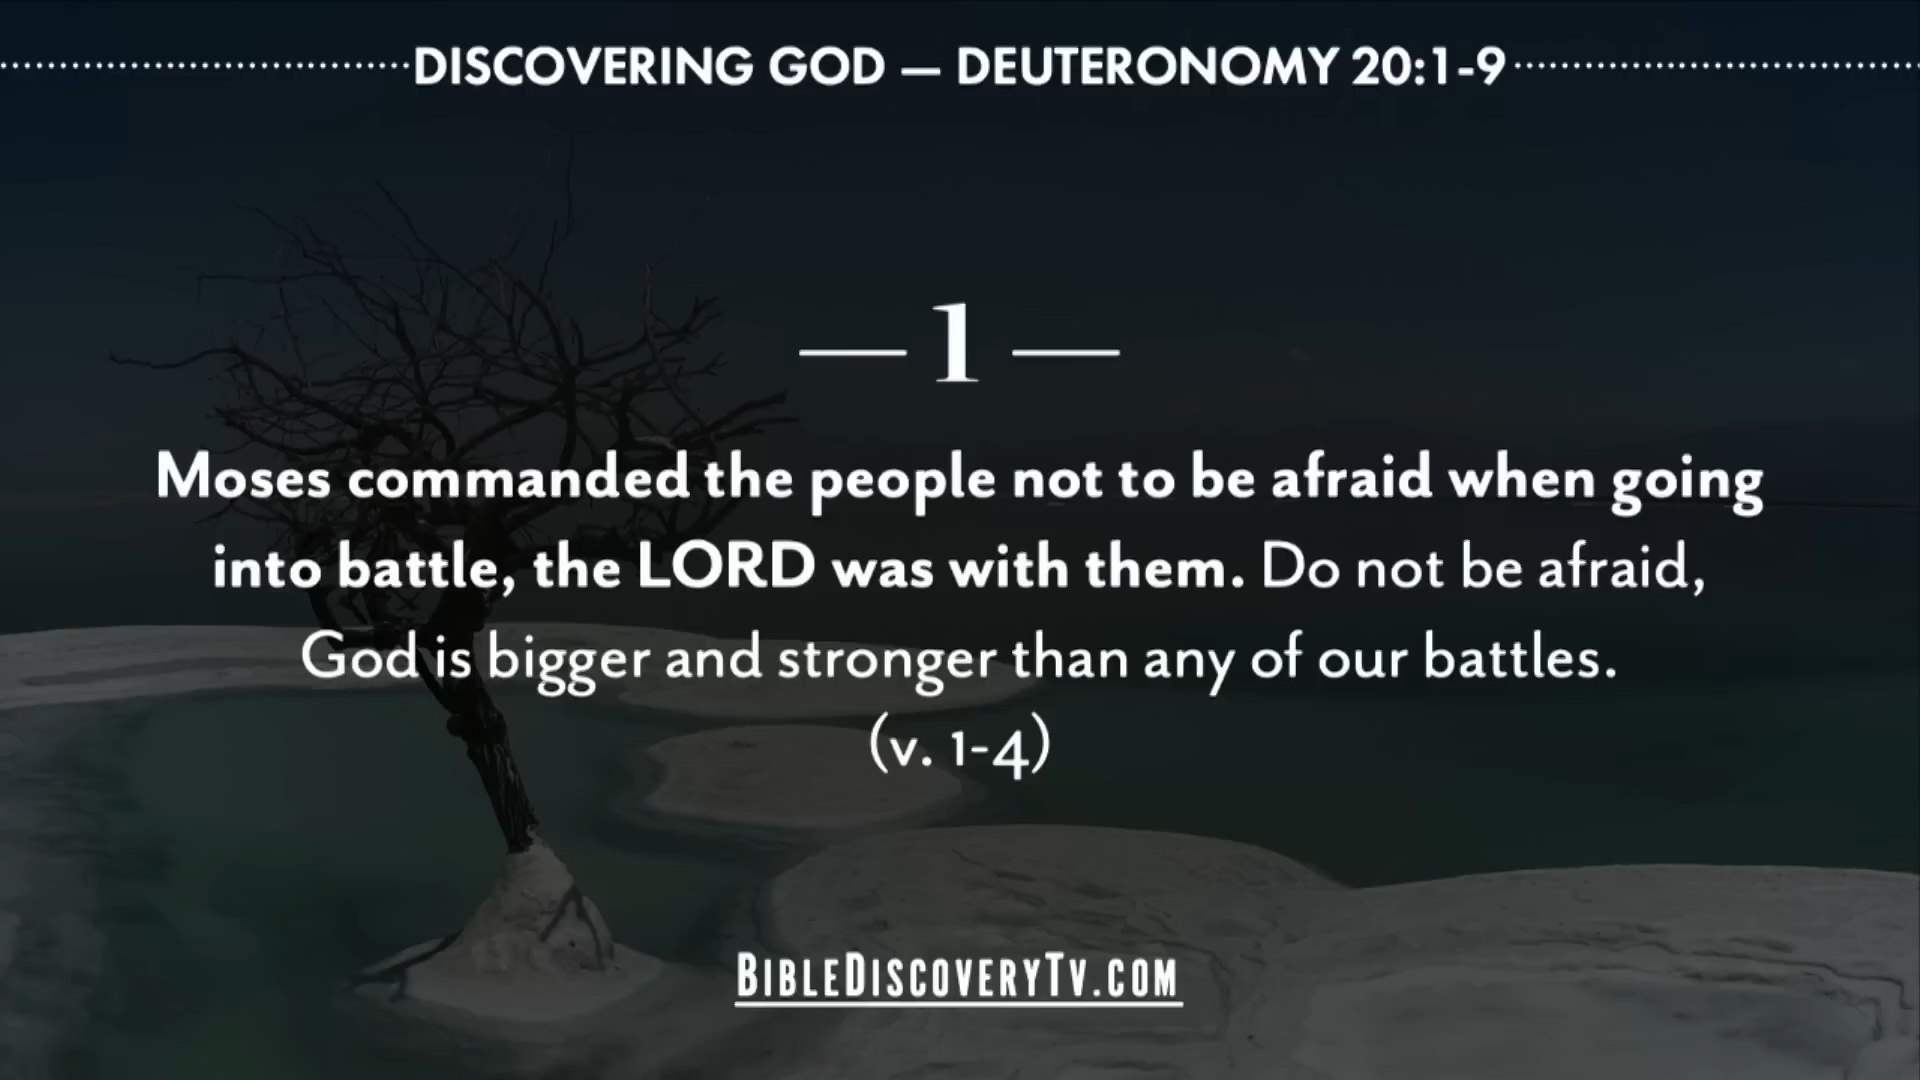 DISCOVERING GOD — DEUTERONOMY 20:1-9
— 1 —
Moses commanded the people not to be afraid when going
into battle, the LORD was with them. Do not be afraid,
God is bigger and stronger than any of our battles.
(v. 1-4)
BIBLEDISCOVERYTV.COM